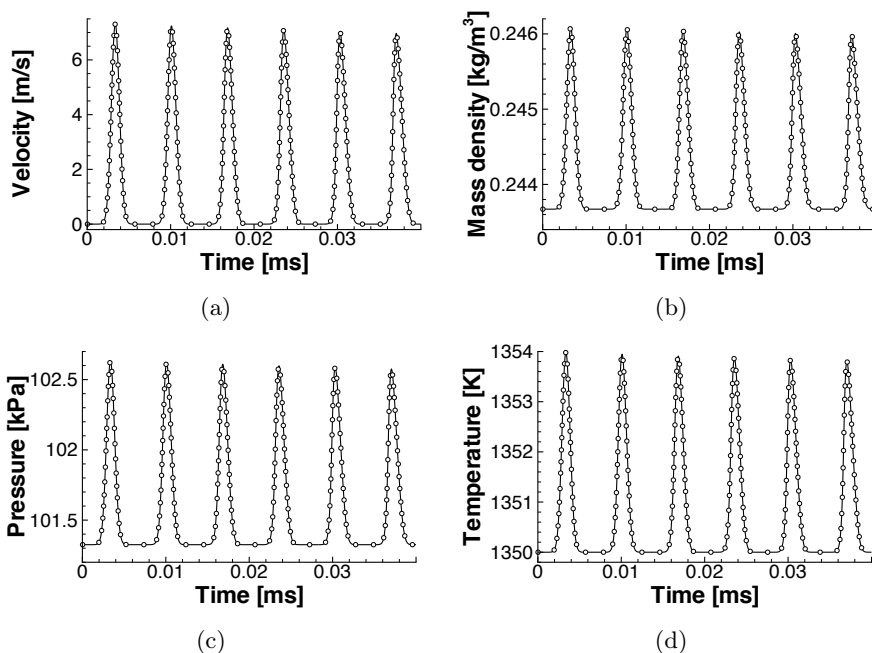 Velocity [m/s]
6
4
2
0
0 0.01 0.02 0.03
Time [ms]
(a)
Mass density [kg/m³]
0.246
0.245
0.244
0 0.01 0.02 0.03
Time [ms]
(b)
Pressure [kPa]
102.5
102
101.5
0 0.01 0.02 0.03
Time [ms]
(c)
Temperature [K]
1354
1353
1352
1351
1350
0 0.01 0.02 0.03
Time [ms]
(d)